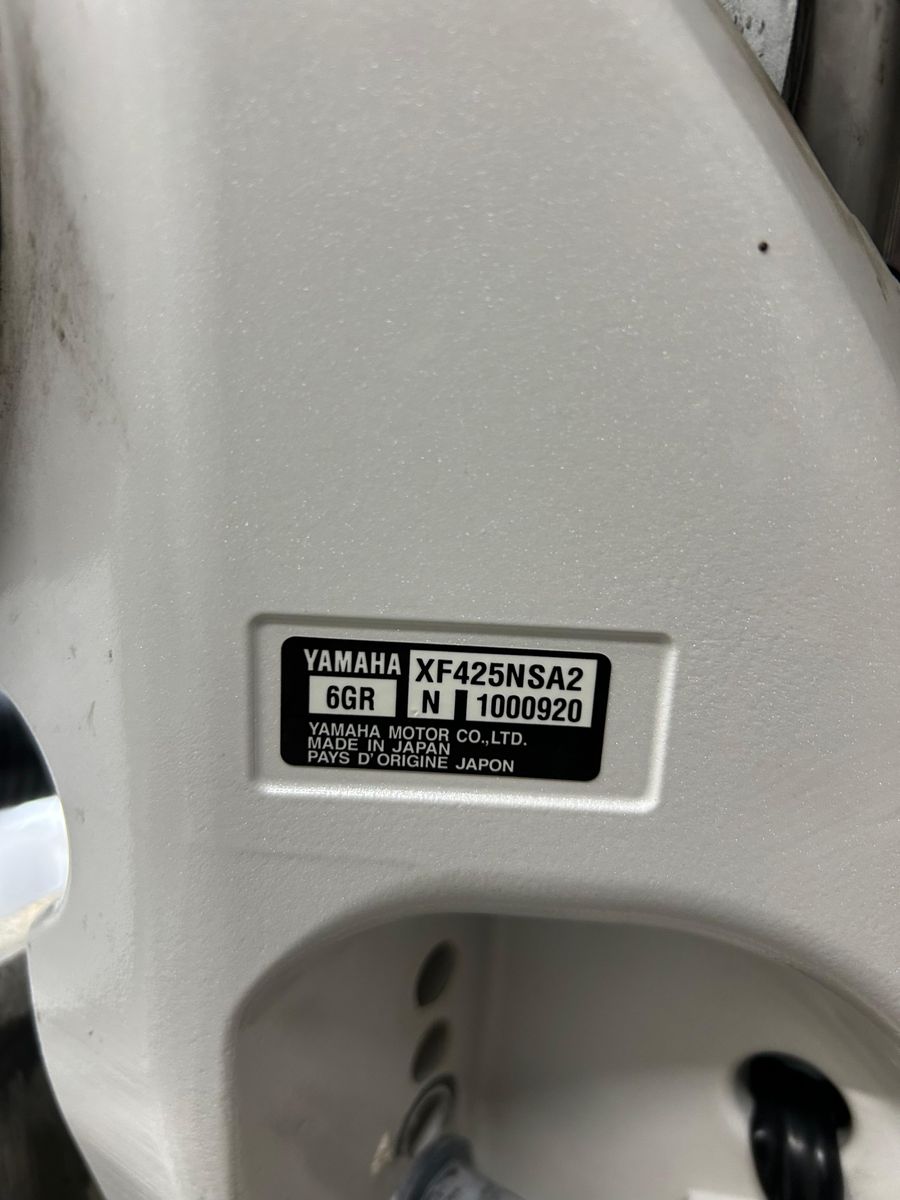 YAMAHA XF425NSA2
6GR N 1000920
YAMAHA MOTOR CO.,LTD.
MADE IN JAPAN
PAYS D'ORIGINE JAPON